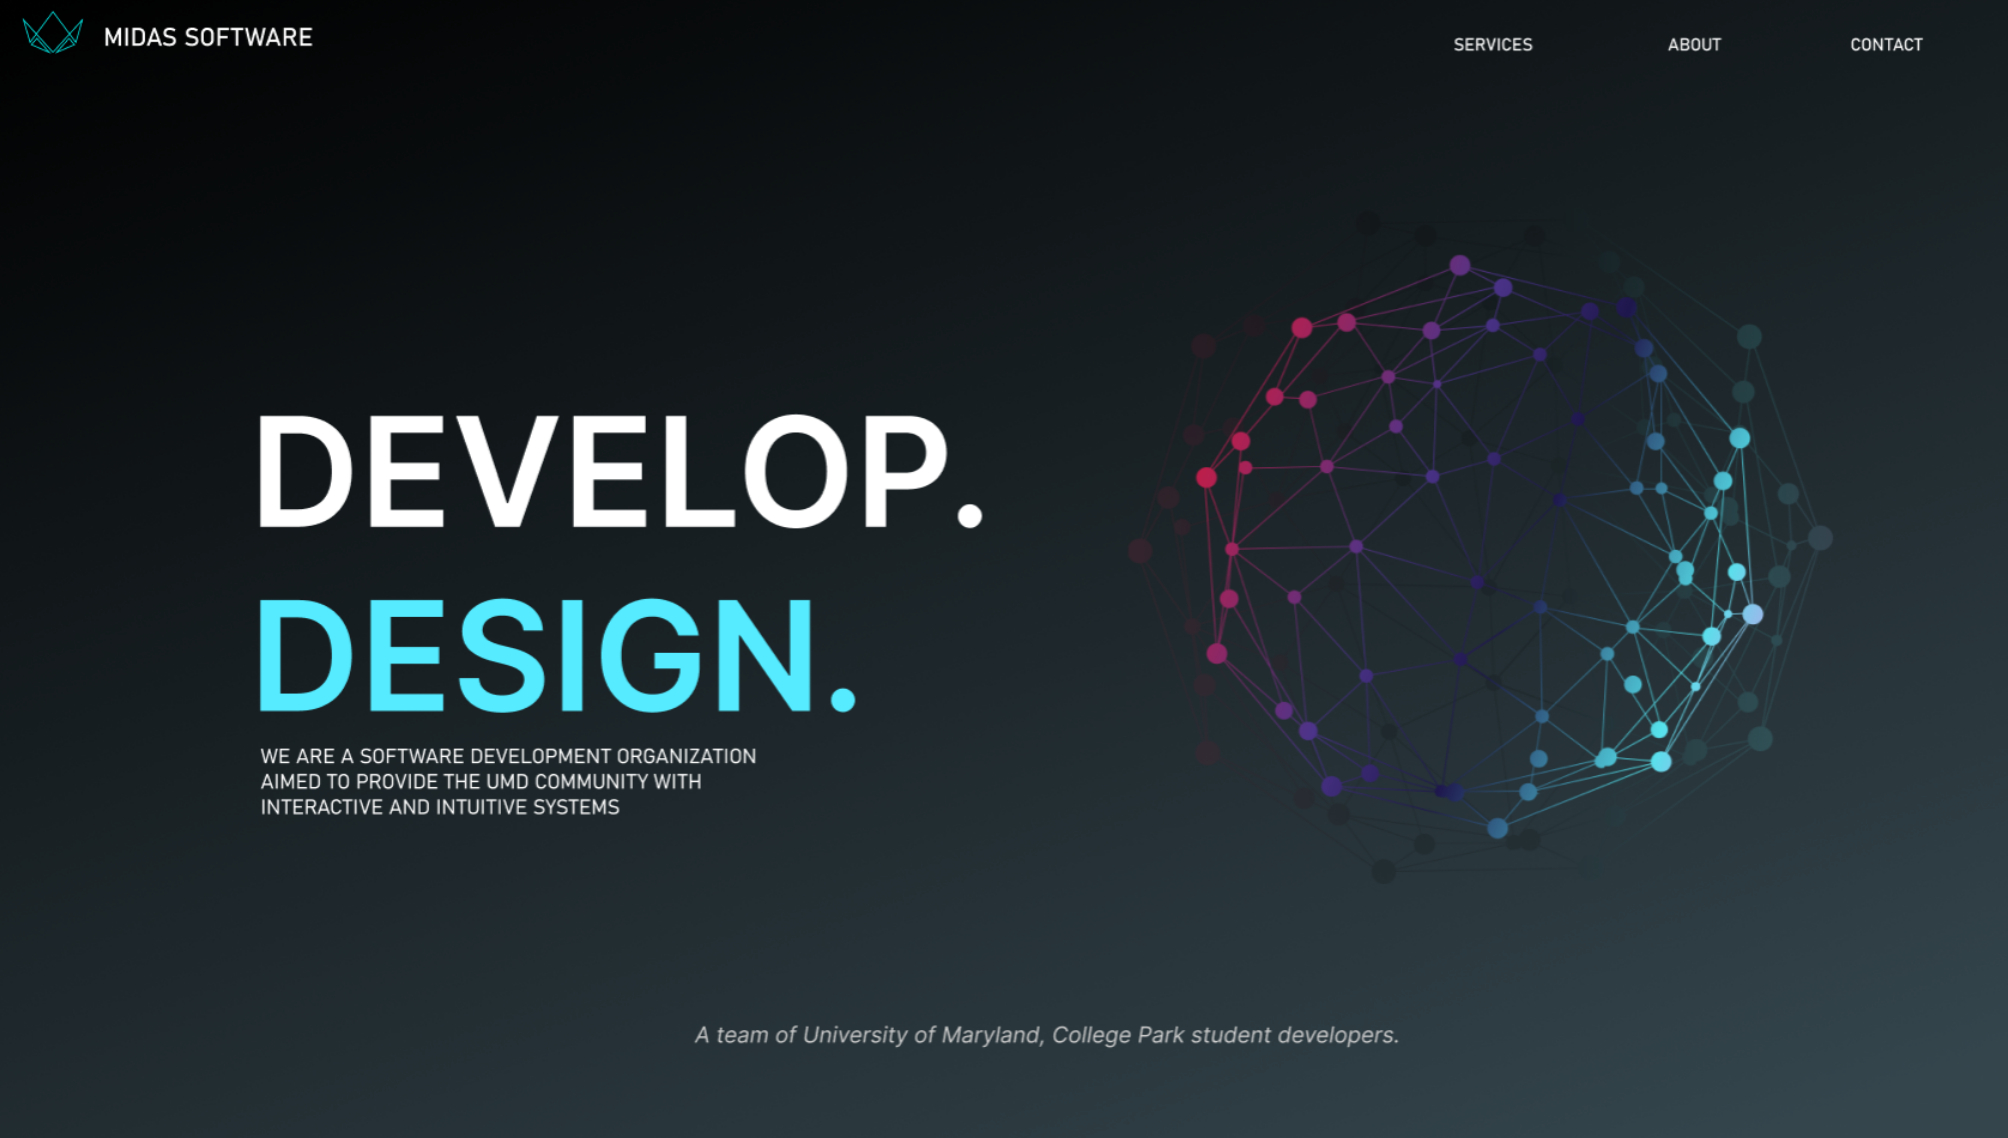 MIDAS SOFTWARE
SERVICES
ABOUT
CONTACT
DEVELOP.
DESIGN.
WE ARE A SOFTWARE DEVELOPMENT ORGANIZATION
AIMED TO PROVIDE THE UMD COMMUNITY WITH
INTERACTIVE AND INTUITIVE SYSTEMS
A team of University of Maryland, College Park student developers.